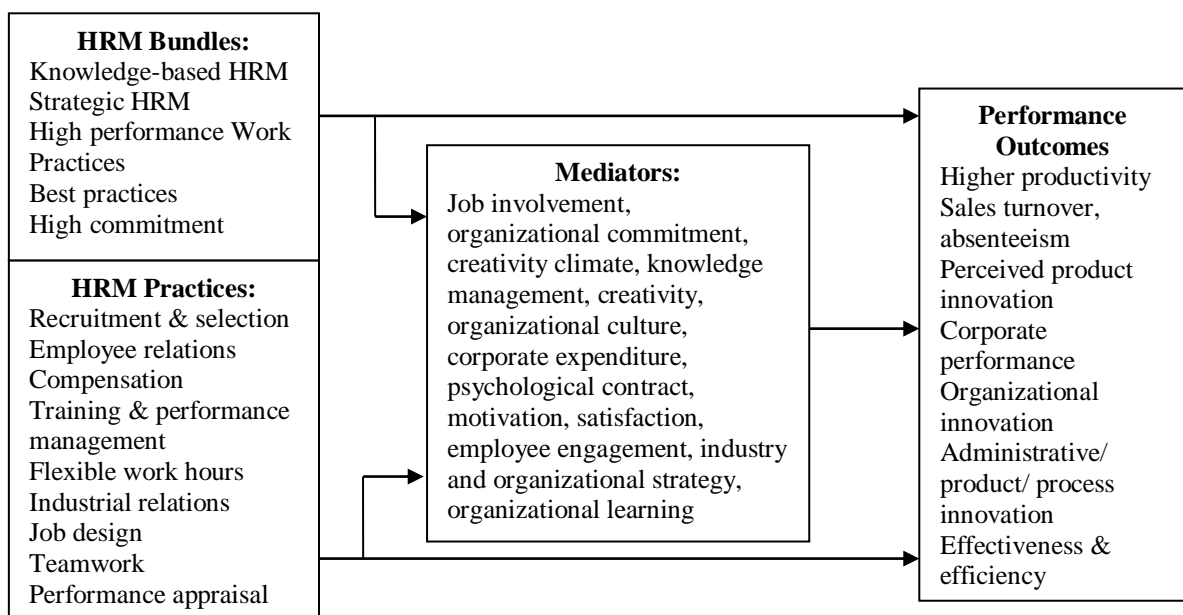 HRM Bundles:
Knowledge-based HRM
Strategic HRM
High performance Work
Practices
Best practices
High commitment
HRM Practices:
Recruitment & selection
Employee relations
Compensation
Training & performance
management
Flexible work hours
Industrial relations
Job design
Teamwork
Performance appraisal
Mediators:
Job involvement,
organizational commitment,
creativity climate, knowledge
management, creativity,
organizational culture,
corporate expenditure,
psychological contract,
motivation, satisfaction,
employee engagement, industry
and organizational strategy,
organizational learning
Performance
Outcomes
Higher productivity
Sales turnover,
absenteeism
Perceived product
innovation
Corporate
performance
Organizational
innovation
Administrative/
product/ process
innovation
Effectiveness &
efficiency